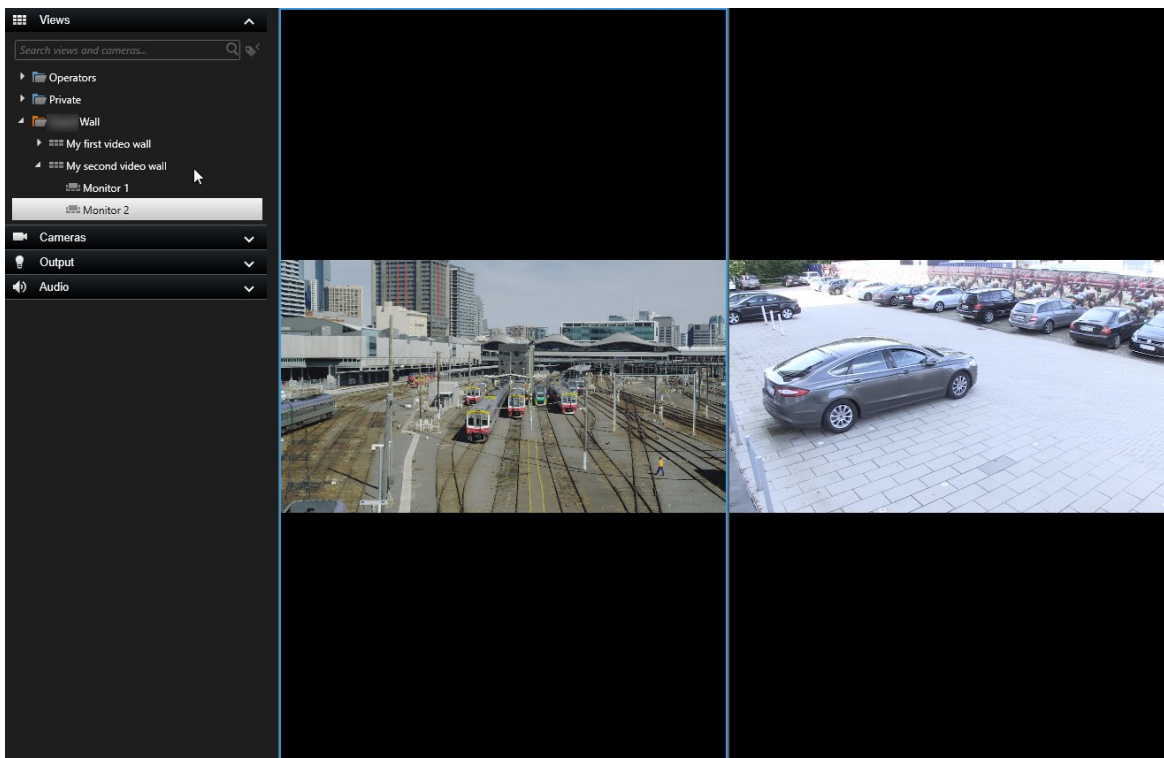 Views
Search views and cameras...
Operators
Private
Wall
My first video wall
My second video wall
Monitor 1
Monitor 2
Cameras
Output
Audio